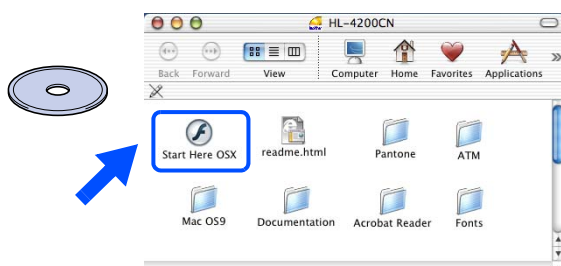 HL-4200CN
Back Forward View Computer Home Favorites Applications
Start Here OSX readme.html Pantone ATM
Mac OS9 Documentation Acrobat Reader Fonts